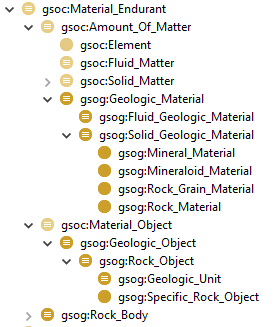 gsoc:Material_Endurant
gsoc:Amount_Of_Matter
gsoc:Element
gsoc:Fluid_Matter
gsoc:Solid_Matter
gsog:Geologic_Material
gsog:Fluid_Geologic_Material
gsog:Solid_Geologic_Material
gsog:Mineral_Material
gsog:Mineraloid_Material
gsog:Rock_Grain_Material
gsog:Rock_Material
gsoc:Material_Object
gsog:Geologic_Object
gsog:Rock_Object
gsog:Geologic_Unit
gsog:Specific_Rock_Object
gsog:Rock_Body